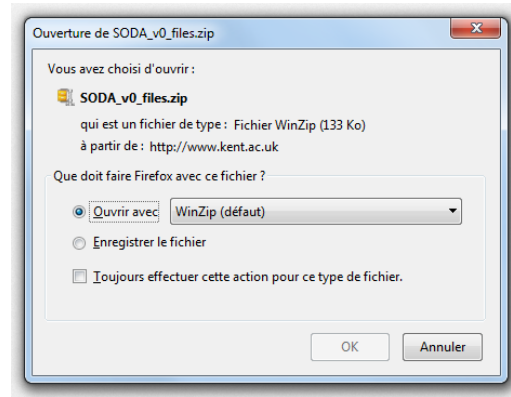 Ouverture de SODA_v0_files.zip
Vous avez choisi d'ouvrir :
SODA_v0_files.zip
qui est un fichier de type : Fichier WinZip (133 Ko)
à partir de : http://www.kent.ac.uk
Que doit faire Firefox avec ce fichier ?
Ouvrir avec WinZip (défaut)
Enregistrer le fichier
Toujours effectuer cette action pour ce type de fichier.
OK Annuler